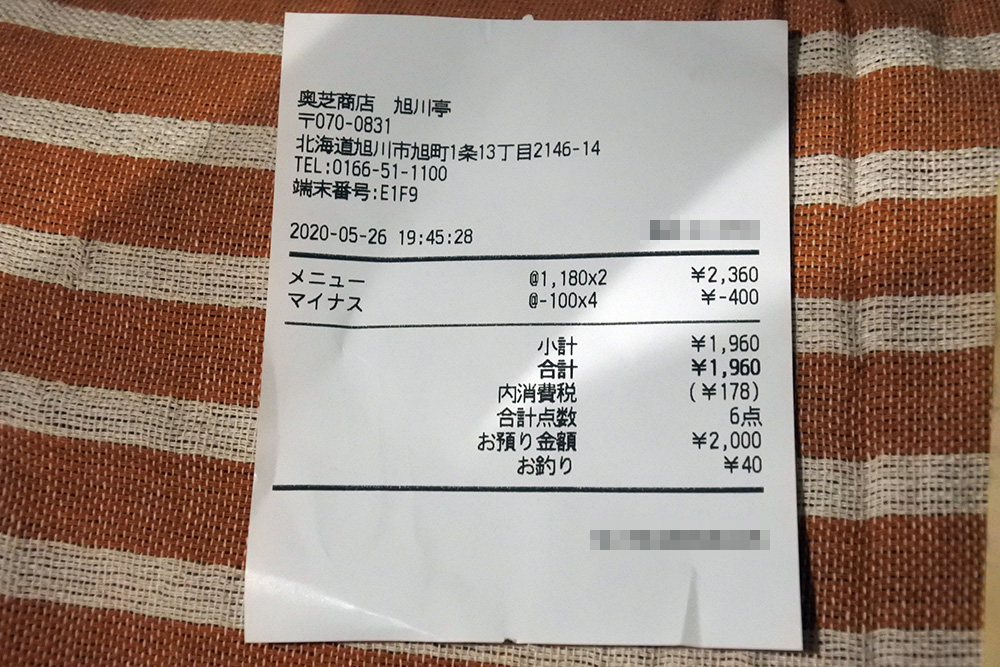 奥芝商店 旭川亭
〒070-0831
北海道旭川市旭町1条13丁目2146-14
TEL:0166-51-1100
端末番号:E1F9
2020-05-26 19:45:28
メニュー @1,180x2 ¥2,360
マイナス @-100x4 ¥-400
小計 ¥1,960
合計 ¥1,960
内消費税 (¥178)
合計点数 6点
お預り金額 ¥2,000
お釣り ¥40